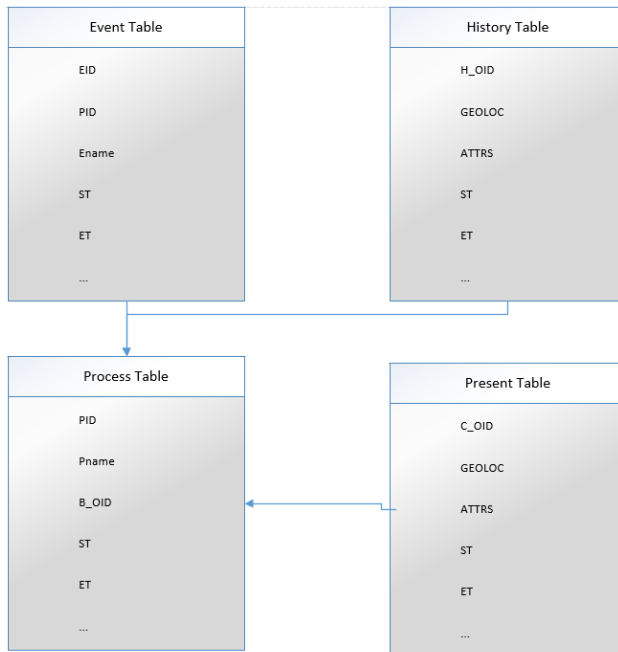 Event Table
EID
PID
Ename
ST
ET
...
History Table
H_OID
GEOLOC
ATTRS
ST
ET
...
Process Table
PID
Pname
B_OID
ST
ET
...
Present Table
C_OID
GEOLOC
ATTRS
ST
ET
...